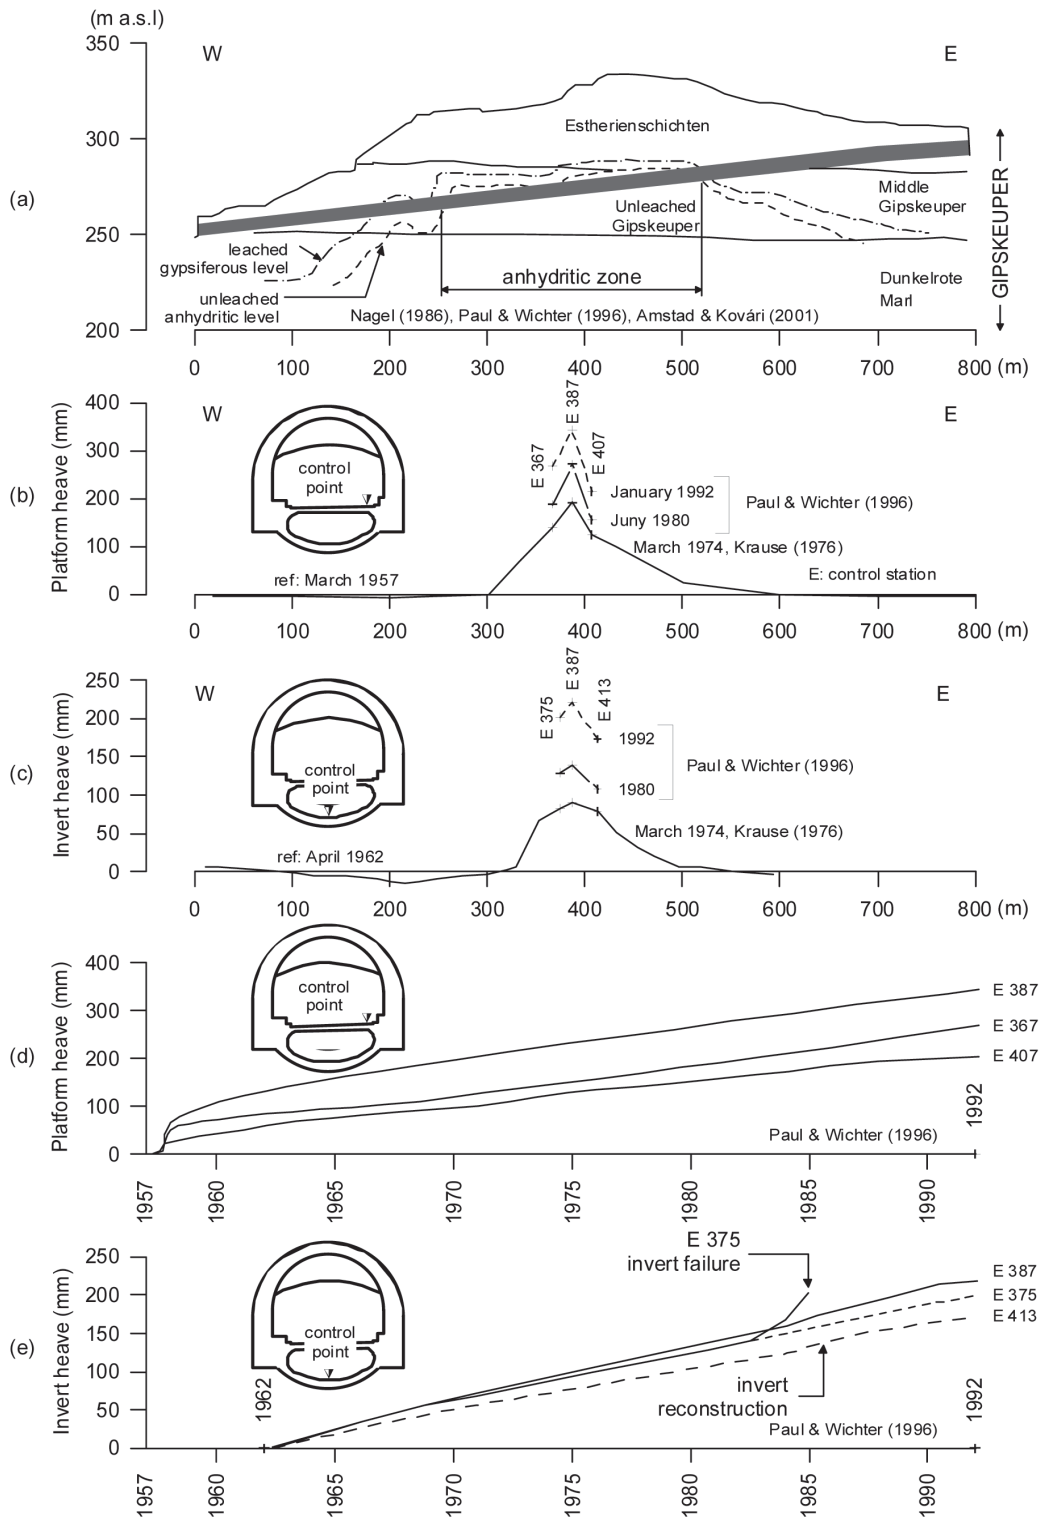 (m a.s.l)
350
300
250
200
(a)
W
E
Estherienschichten
Middle
Gipskeuper
Unleached
Gipskeuper
leached
gypsiferous level
unleached
anhydritic level
anhydritic zone
Dunkelrote
Marl
GIPSKEUPER
Nagel (1986), Paul & Wichter (1996), Amstad & Kovári (2001)
0 100 200 300 400 500 600 700 800 (m)
(b)
Platform heave (mm)
400
300
200
100
0
W
E
control
point
E 367
E 387
E 407
January 1992
Juny 1980
Paul & Wichter (1996)
March 1974, Krause (1976)
ref: March 1957
E: control station
0 100 200 300 400 500 600 700 800 (m)
(c)
Invert heave (mm)
250
200
150
100
50
0
W
E
control
point
E 375
E 387
E 413
1992
1980
Paul & Wichter (1996)
March 1974, Krause (1976)
ref: April 1962
0 100 200 300 400 500 600 700 800 (m)
(d)
Platform heave (mm)
400
300
200
100
0
control
point
E 387
E 367
E 407
1992
Paul & Wichter (1996)
1957 1960 1965 1970 1975 1980 1985 1990
(e)
Invert heave (mm)
250
200
150
100
50
0
control
point
1962
E 375
invert failure
E 387
E 375
E 413
invert
reconstruction
1992
Paul & Wichter (1996)
1957 1960 1965 1970 1975 1980 1985 1990